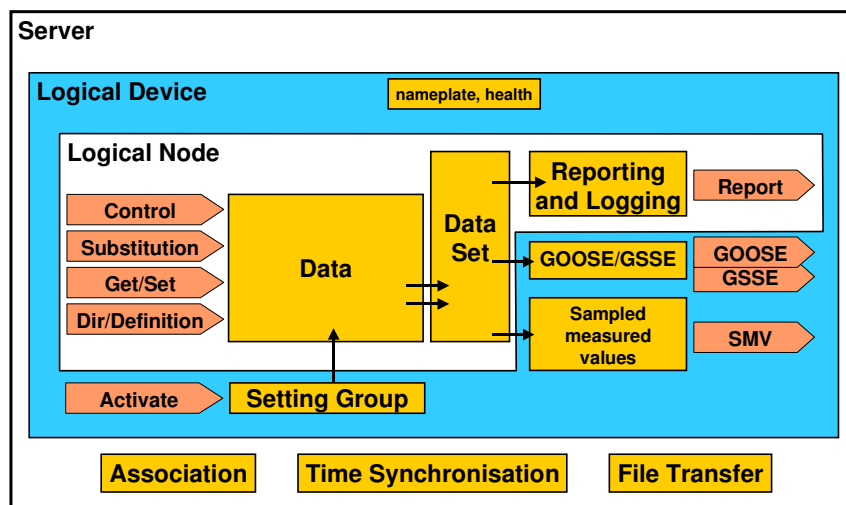 Server
Logical Device
nameplate, health
Logical Node
Control
Substitution
Get/Set
Dir/Definition
Data
Data
Set
Reporting
and Logging
Report
GOOSE/GSSE
GOOSE
GSSE
Sampled
measured
values
SMV
Activate
Setting Group
Association
Time Synchronisation
File Transfer